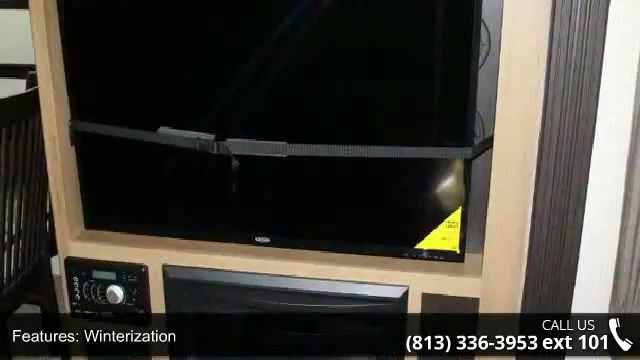 CALL US
Features: Winterization
(813) 336-3953 ext 101